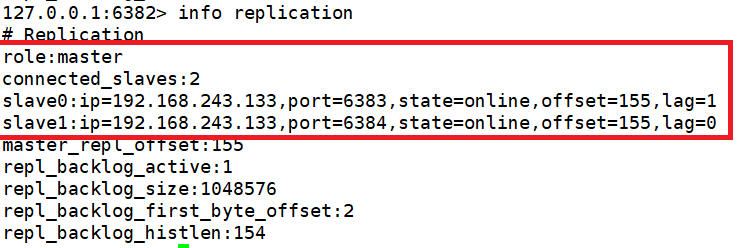 127.0.0.1:6382> info replication
# Replication
role:master
connected_slaves:2
slave0:ip=192.168.243.133,port=6383,state=online,offset=155,lag=1
slave1:ip=192.168.243.133,port=6384,state=online,offset=155,lag=0
master_repl_offset:155
repl_backlog_active:1
repl_backlog_size:1048576
repl_backlog_first_byte_offset:2
repl_backlog_histlen:154